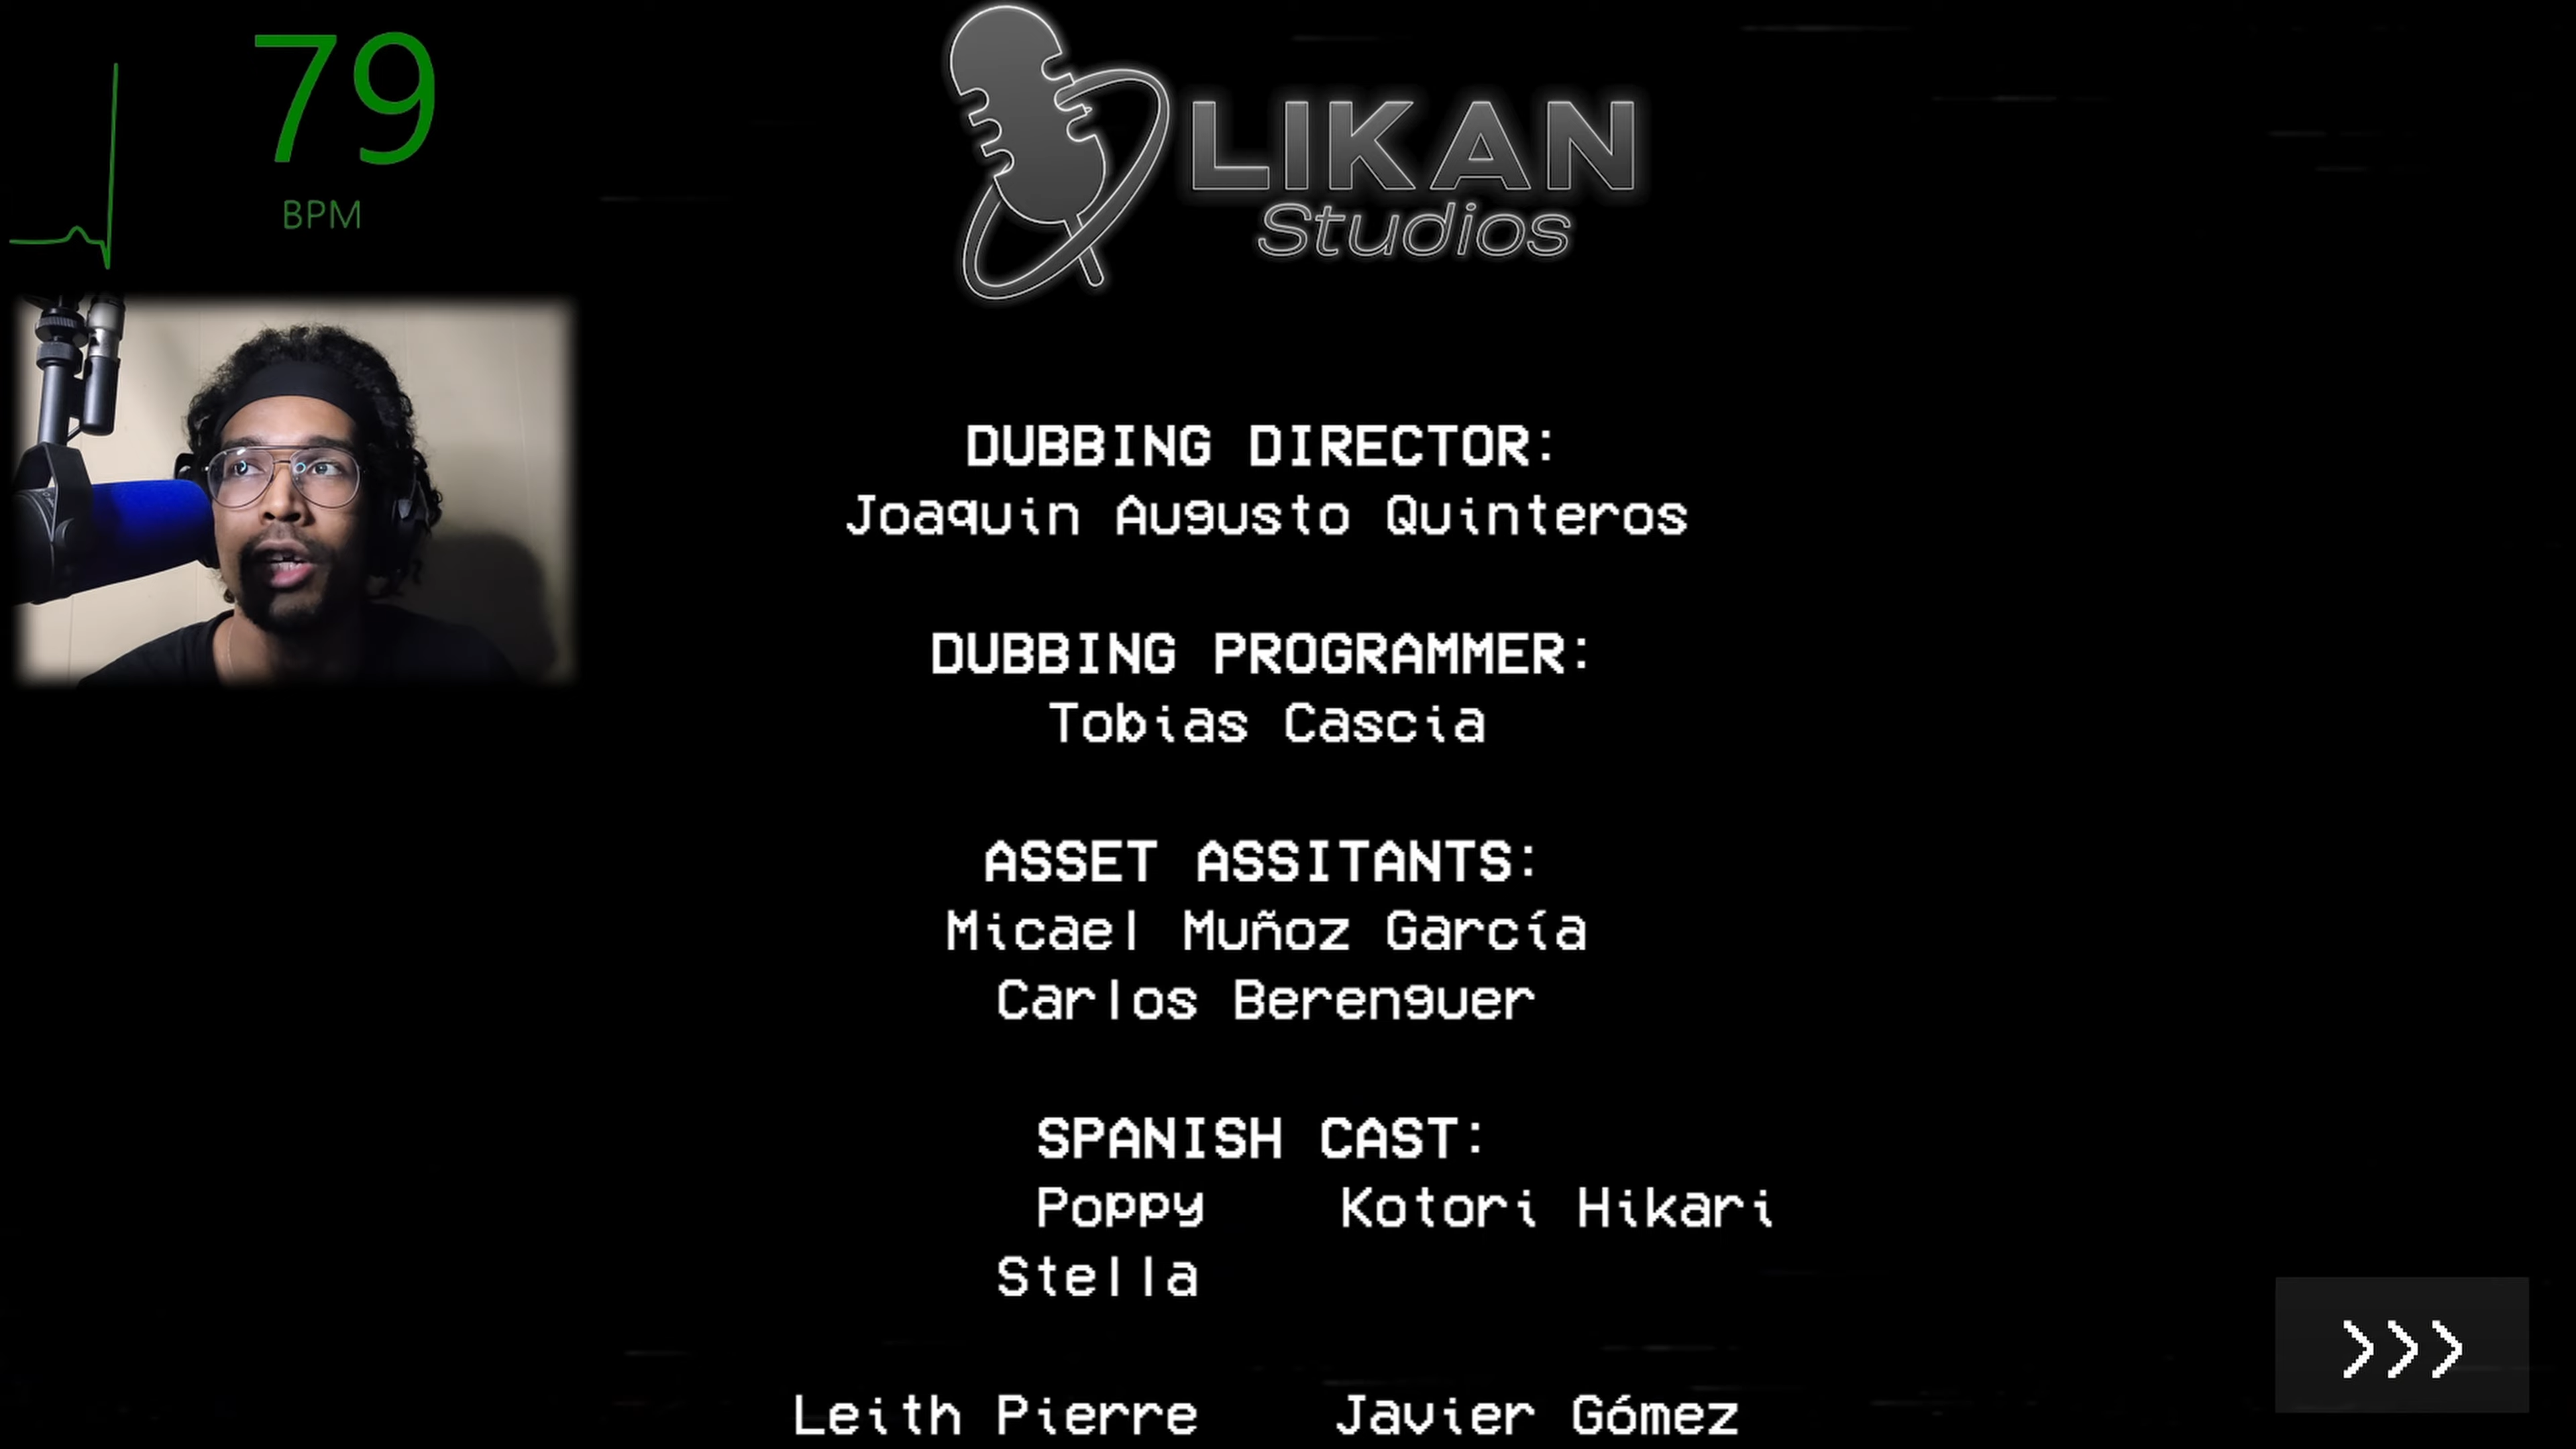 79
BPM
LIKAN
Studios
DUBBING DIRECTOR:
Joaquin Augusto Quinteros
DUBBING PROGRAMMER:
Tobias Cascia
ASSET ASSITANTS:
Micael Muñoz García
Carlos Berenguer
SPANISH CAST:
Poppy Kotori Hikari
Stella
Leith Pierre Javier Gómez
>>>